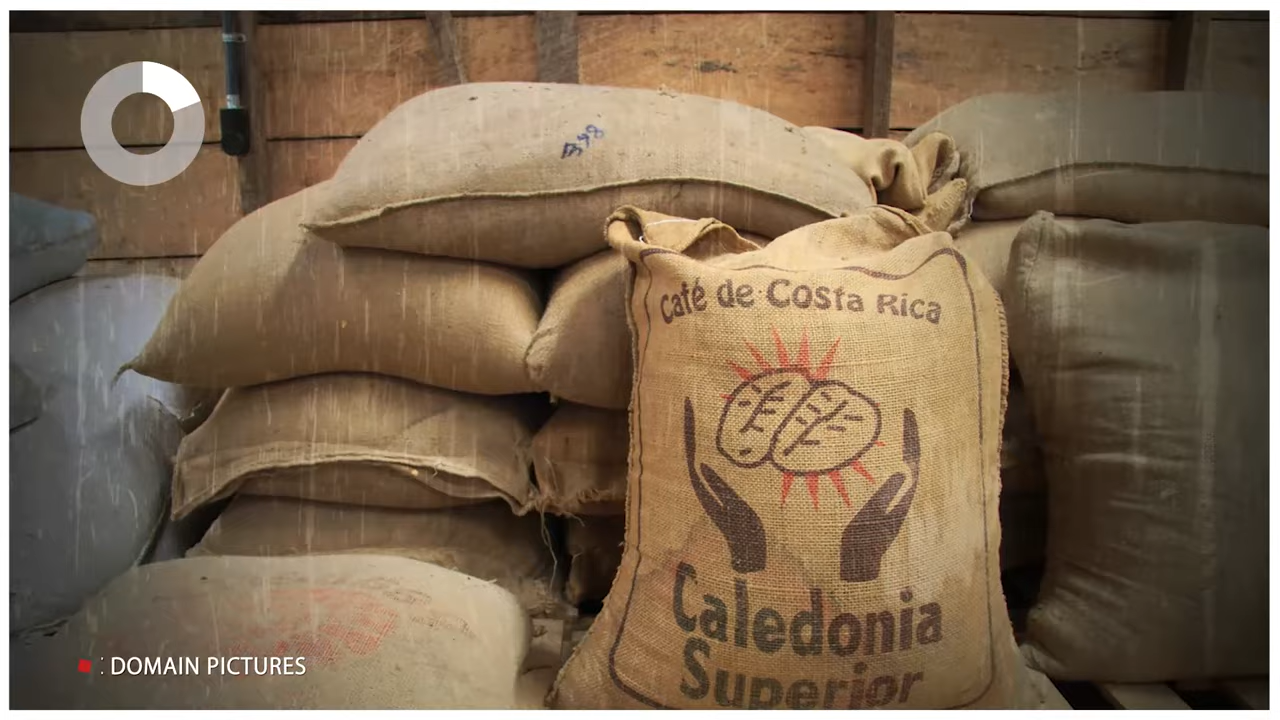 Café de Costa Rica
Caledonia
Superior
: DOMAIN PICTURES